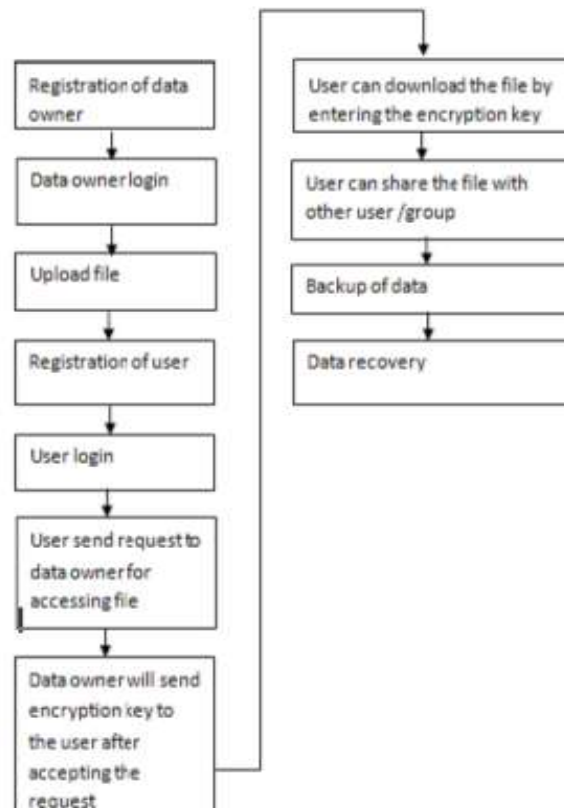 Registration of data
owner
Data owner login
Upload file
Registration of user
User login
User send request to
data owner for
accessing file
Data owner will send
encryption key to
the user after
accepting the
request
User can download the file by
entering the encryption key
User can share the file with
other user /group
Backup of data
Data recovery